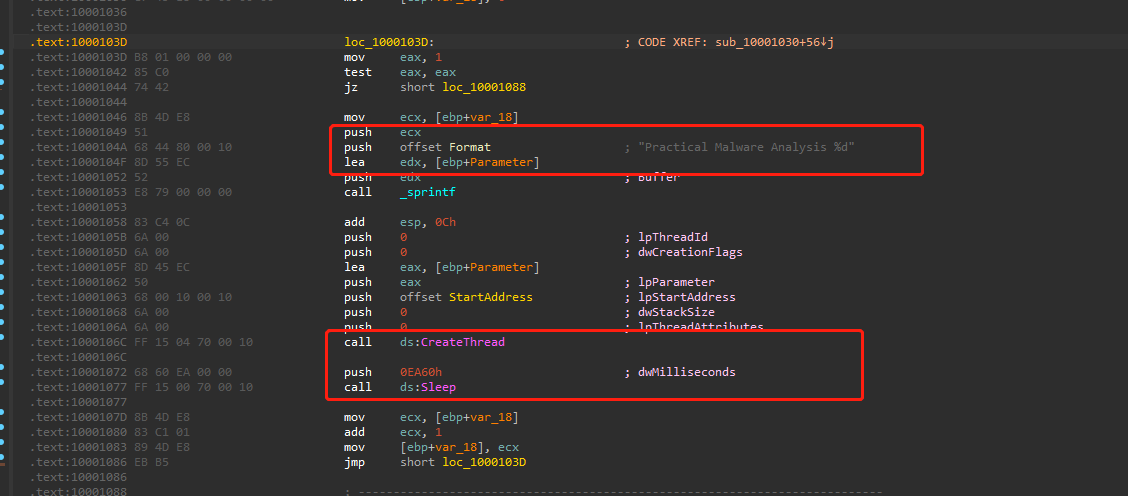 .text:10001036
.text:1000103D
.text:1000103D loc_1000103D: ; CODE XREF: sub_10001030+56↓j
.text:1000103D B8 01 00 00 00 mov eax, 1
.text:10001042 85 C0 test eax, eax
.text:10001044 74 42 jz short loc_10001088
.text:10001044
.text:10001046 8B 4D E8 mov ecx, [ebp+var_18]
.text:10001049 51 push ecx
.text:1000104A 68 44 80 00 10 push offset Format ; "Practical Malware Analysis %d"
.text:1000104F 8D 55 EC lea edx, [ebp+Parameter]
.text:10001052 52 push edx ; Buffer
.text:10001053 E8 79 00 00 00 call _sprintf
.text:10001053
.text:10001058 83 C4 0C add esp, 0Ch
.text:1000105B 6A 00 push 0 ; lpThreadId
.text:1000105D 6A 00 push 0 ; dwCreationFlags
.text:1000105F 8D 45 EC lea eax, [ebp+Parameter]
.text:10001062 50 push eax ; lpParameter
.text:10001063 68 00 10 00 10 push offset StartAddress ; lpStartAddress
.text:10001068 6A 00 push 0 ; dwStackSize
.text:1000106A 6A 00 push 0 ; lpThreadAttributes
.text:1000106C FF 15 04 70 00 10 call ds:CreateThread
.text:1000106C
.text:10001072 68 60 EA 00 00 push 0EA60h ; dwMilliseconds
.text:10001077 FF 15 00 70 00 10 call ds:Sleep
.text:10001077
.text:1000107D 8B 4D E8 mov ecx, [ebp+var_18]
.text:10001080 83 C1 01 add ecx, 1
.text:10001083 89 4D E8 mov [ebp+var_18], ecx
.text:10001086 EB B5 jmp short loc_1000103D
.text:10001086
.text:10001088 ; ---------------------------------------------------------------------------